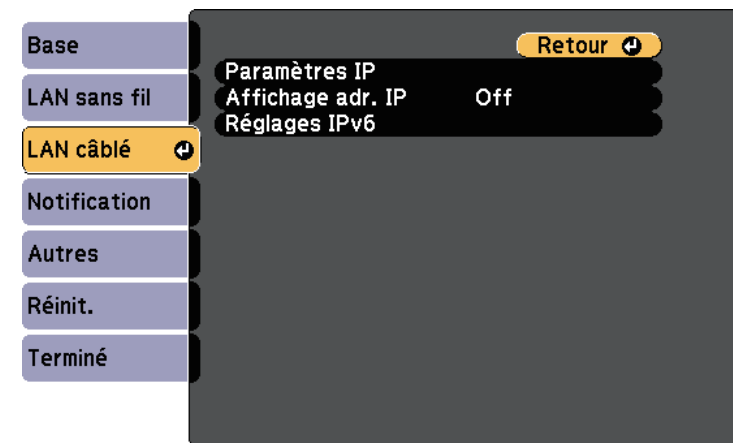 Base
LAN sans fil
LAN câblé
Notification
Autres
Réinit.
Terminé
Retour
Paramètres IP
Affichage adr. IP Off
Réglages IPv6